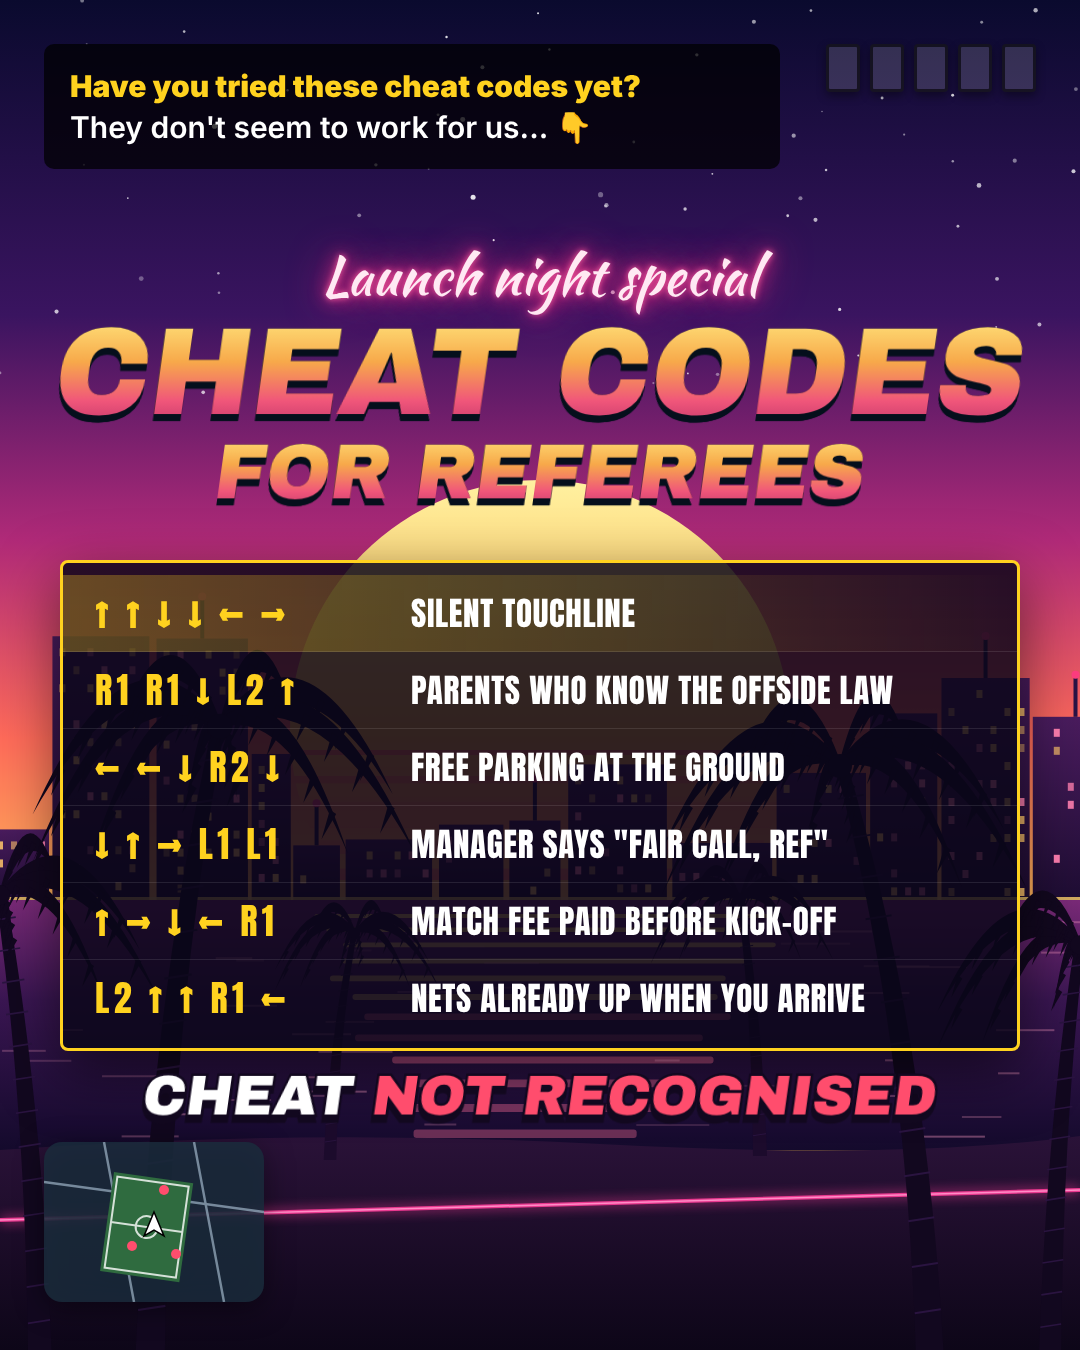 Have you tried these cheat codes yet?
They don't seem to work for us... 👇
Launch night special
CHEAT CODES
FOR REFEREES
↑ ↑ ↓ ↓ ← → SILENT TOUCHLINE
R1 R1 ↓ L2 ↑ PARENTS WHO KNOW THE OFFSIDE LAW
← ← ↓ R2 ↓ FREE PARKING AT THE GROUND
↓ ↑ → L1 L1 MANAGER SAYS "FAIR CALL, REF"
↑ → ↓ ← R1 MATCH FEE PAID BEFORE KICK-OFF
L2 ↑ ↑ R1 ← NETS ALREADY UP WHEN YOU ARRIVE
CHEAT NOT RECOGNISED